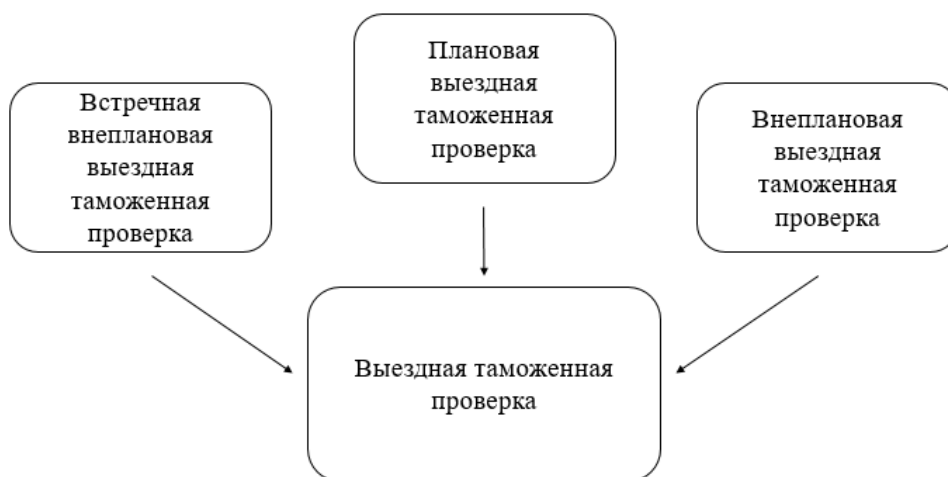 Встречная
внеплановая
выездная
таможенная
проверка
Плановая
выездная
таможенная
проверка
Внеплановая
выездная
таможенная
проверка
Выездная таможенная
проверка